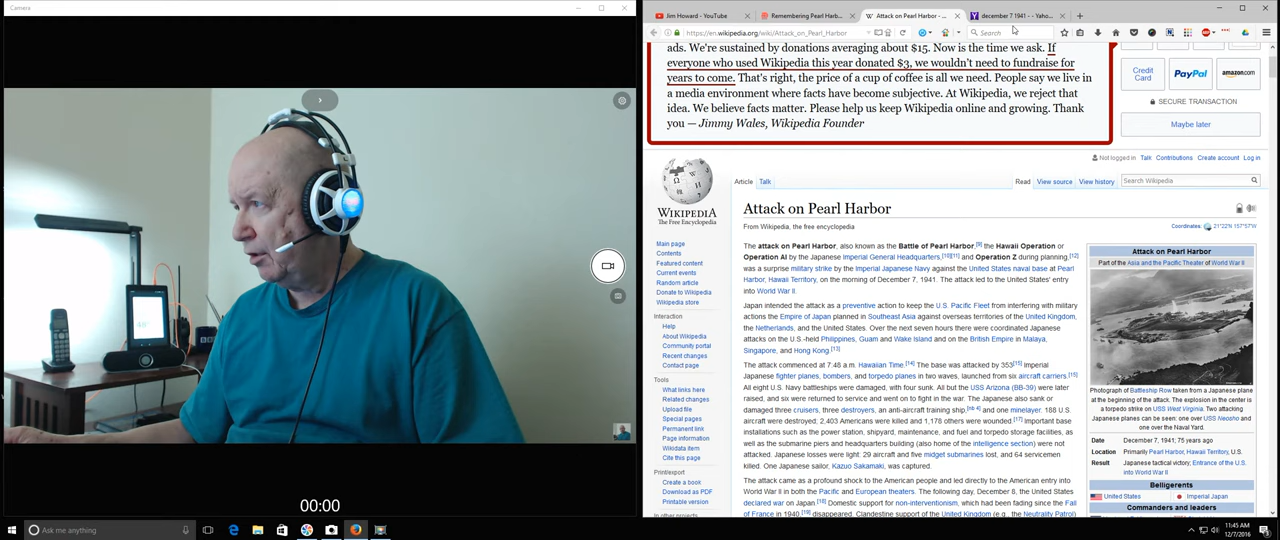 Camera
00:00
Jim Howard - YouTube
Remembering Pearl Harb...
Attack on Pearl Harbor - ...
december 7 1941 - - Yaho...
https://en.wikipedia.org/wiki/Attack_on_Pearl_Harbor
Search
ads. We're sustained by donations averaging about $15. Now is the time we ask. If
everyone who used Wikipedia this year donated $3, we wouldn't need to fundraise for
years to come. That's right, the price of a cup of coffee is all we need. People say we live in
a media environment where facts have become subjective. At Wikipedia, we reject that
idea. We believe facts matter. Please help us keep Wikipedia online and growing. Thank
you — Jimmy Wales, Wikipedia Founder
Credit
Card
PayPal
amazon.com
SECURE TRANSACTION
Maybe later
Not logged in Talk Contributions Create account Log in
Article Talk
Read View source View history
Search Wikipedia
WIKIPEDIA
The Free Encyclopedia
Main page
Contents
Featured content
Current events
Random article
Donate to Wikipedia
Wikipedia store
Interaction
Help
About Wikipedia
Community portal
Recent changes
Contact page
Tools
What links here
Related changes
Upload file
Special pages
Permanent link
Page information
Wikidata item
Cite this page
Print/export
Create a book
Download as PDF
Printable version
In other projects
Attack on Pearl Harbor
From Wikipedia, the free encyclopedia
Coordinates: 21°22′N 157°57′W
The attack on Pearl Harbor, also known as the Battle of Pearl Harbor,[9] the Hawaii Operation or
Operation AI by the Japanese Imperial General Headquarters,[10][11] and Operation Z during planning,[12]
was a surprise military strike by the Imperial Japanese Navy against the United States naval base at Pearl
Harbor, Hawaii Territory, on the morning of December 7, 1941. The attack led to the United States' entry
into World War II.
Japan intended the attack as a preventive action to keep the U.S. Pacific Fleet from interfering with military
actions the Empire of Japan planned in Southeast Asia against overseas territories of the United Kingdom,
the Netherlands, and the United States. Over the next seven hours there were coordinated Japanese
attacks on the U.S.-held Philippines, Guam and Wake Island and on the British Empire in Malaya,
Singapore, and Hong Kong.[13]
The attack commenced at 7:48 a.m. Hawaiian Time.[14] The base was attacked by 353[15] Imperial
Japanese fighter planes, bombers, and torpedo planes in two waves, launched from six aircraft carriers.[15]
All eight U.S. Navy battleships were damaged, with four sunk. All but the USS Arizona (BB-39) were later
raised, and six were returned to service and went on to fight in the war. The Japanese also sank or
damaged three cruisers, three destroyers, an anti-aircraft training ship,[nb 4] and one minelayer. 188 U.S.
aircraft were destroyed; 2,403 Americans were killed and 1,178 others were wounded.[17] Important base
installations such as the power station, shipyard, maintenance, and fuel and torpedo storage facilities, as
well as the submarine piers and headquarters building (also home of the intelligence section) were not
attacked. Japanese losses were light: 29 aircraft and five midget submarines lost, and 64 servicemen
killed. One Japanese sailor, Kazuo Sakamaki, was captured.
The attack came as a profound shock to the American people and led directly to the American entry into
World War II in both the Pacific and European theaters. The following day, December 8, the United States
declared war on Japan.[18] Domestic support for non-interventionism, which had been fading since the Fall
of France in 1940,[19] disappeared. Clandestine support of the United Kingdom (e.g., the Neutrality Patrol)
Attack on Pearl Harbor
Part of the Asia and the Pacific Theater of World War II
Photograph of Battleship Row taken from a Japanese plane
at the beginning of the attack. The explosion in the center is
a torpedo strike on USS West Virginia. Two attacking
Japanese planes can be seen: one over USS Neosho and
one over the Naval Yard.
Date December 7, 1941; 75 years ago
Location Primarily Pearl Harbor, Hawaii Territory, U.S.
Result Japanese tactical victory; Entrance of the U.S.
into World War II
Belligerents
United States Imperial Japan
Commanders and leaders
Ask me anything
11:45 AM
12/7/2016